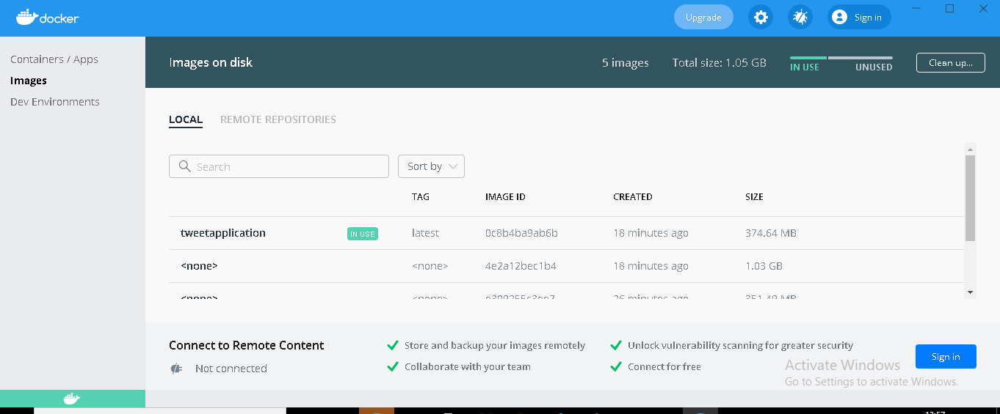 docker
Upgrade
Sign in
Containers / Apps
Images
Dev Environments
Images on disk
5 images
Total size: 1.05 GB
IN USE
UNUSED
Clean up...
LOCAL
REMOTE REPOSITORIES
Search
Sort by
TAG IMAGE ID CREATED SIZE
tweetapplication IN USE latest 0c8b4ba9ab6b 18 minutes ago 374.64 MB
<none> <none> 4e2a12bec1b4 18 minutes ago 1.03 GB
<none> <none> 26 minutes ago 351.49 MB
Connect to Remote Content
Not connected
Store and backup your images remotely
Collaborate with your team
Unlock vulnerability scanning for greater security
Connect for free
Sign in
Activate Windows
Go to Settings to activate Windows.